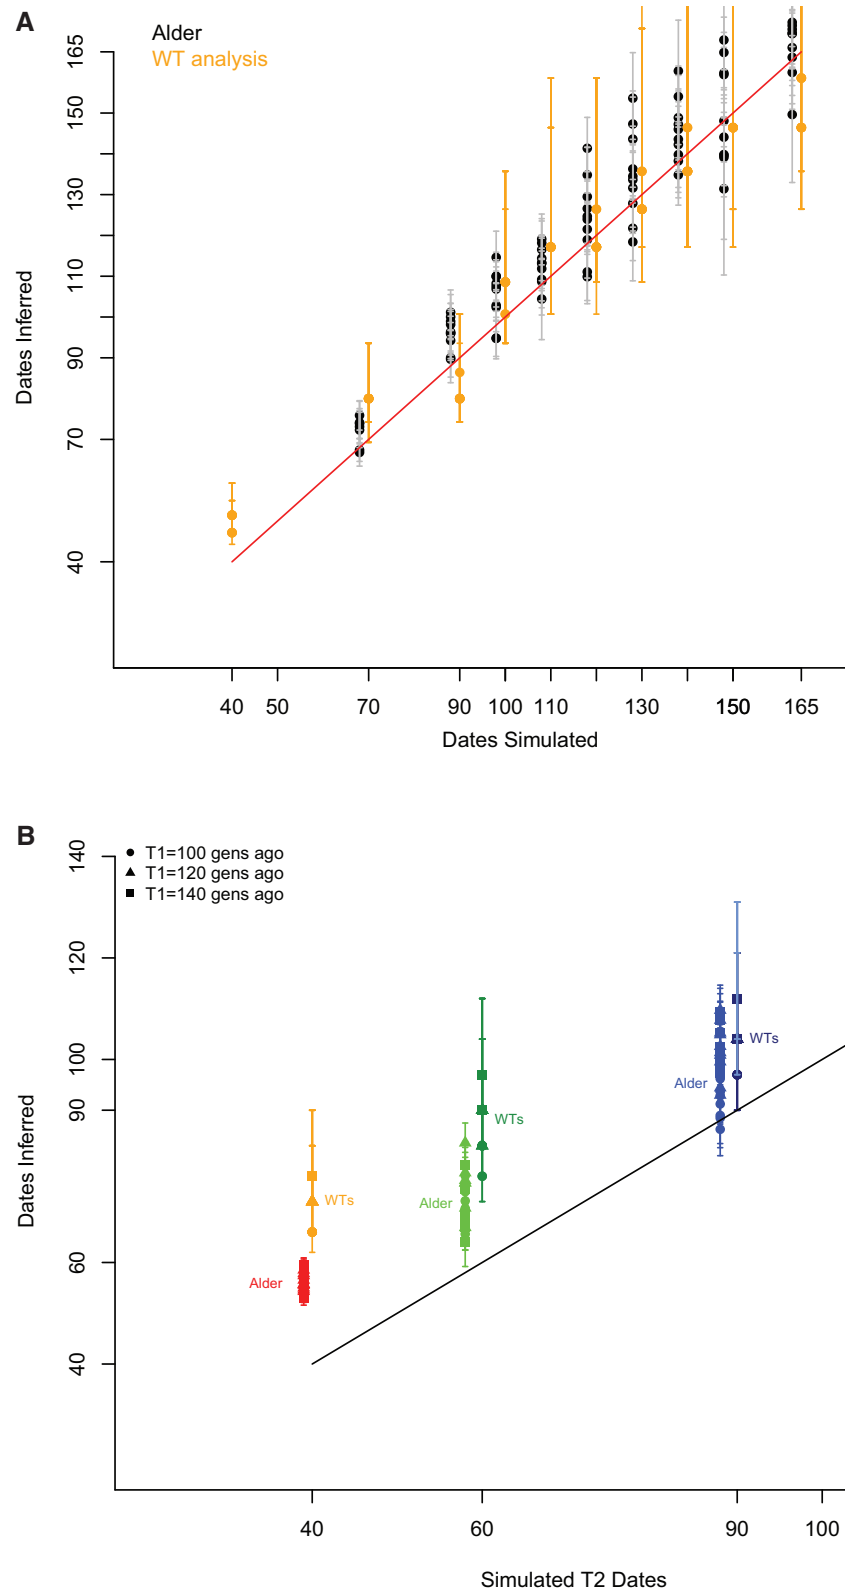 A
Alder
WT analysis
165
150
130
110
90
70
40
Dates Inferred
40 50 70 90 100 110 130 150 165
Dates Simulated
B
T1=100 gens ago
T1=120 gens ago
T1=140 gens ago
140
120
100
90
60
40
Dates Inferred
WTs
Alder
WTs
Alder
WTs
Alder
40 60 90 100
Simulated T2 Dates